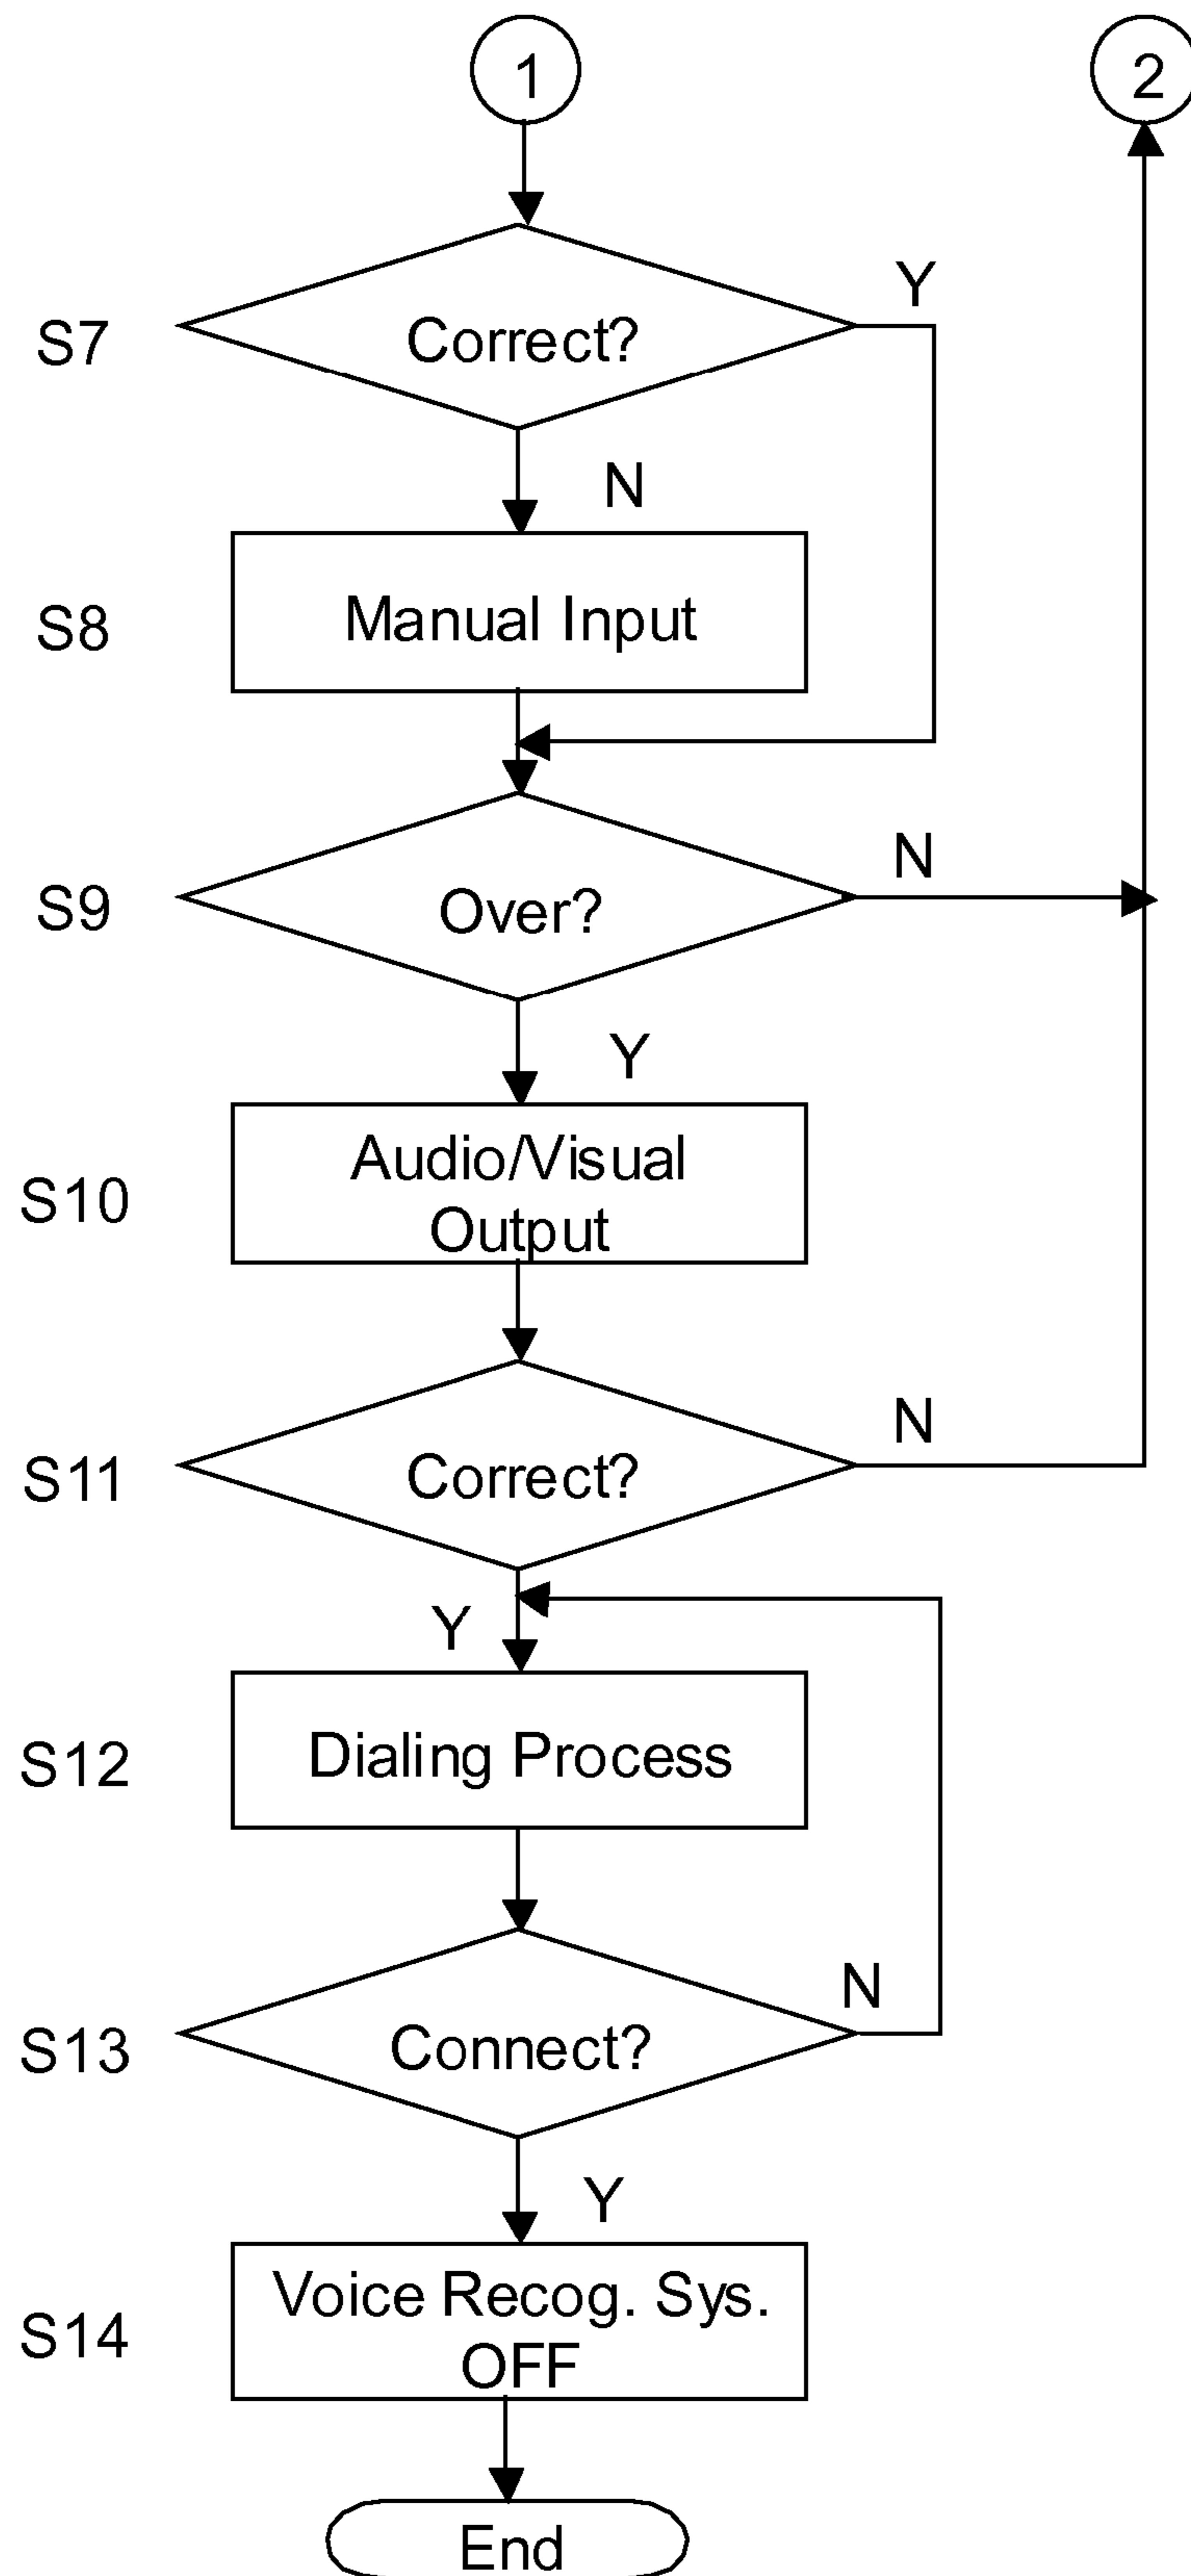 1
2
S7
Correct?
Y
N
S8
Manual Input
S9
Over?
N
Y
S10
Audio/Visual
Output
S11
Correct?
N
Y
S12
Dialing Process
S13
Connect?
N
Y
S14
Voice Recog. Sys.
OFF
End